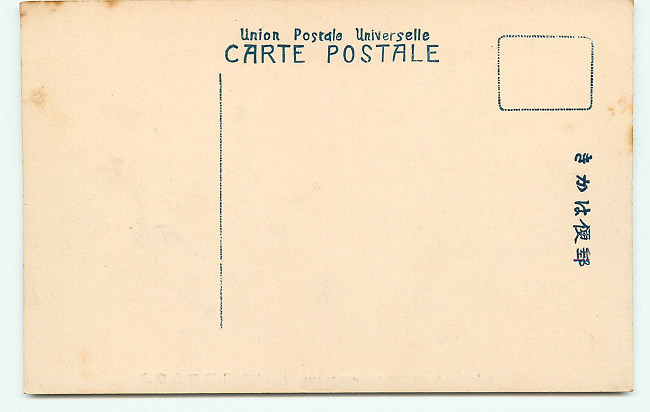 Union Postale Universelle
CARTE POSTALE
郵便はかき